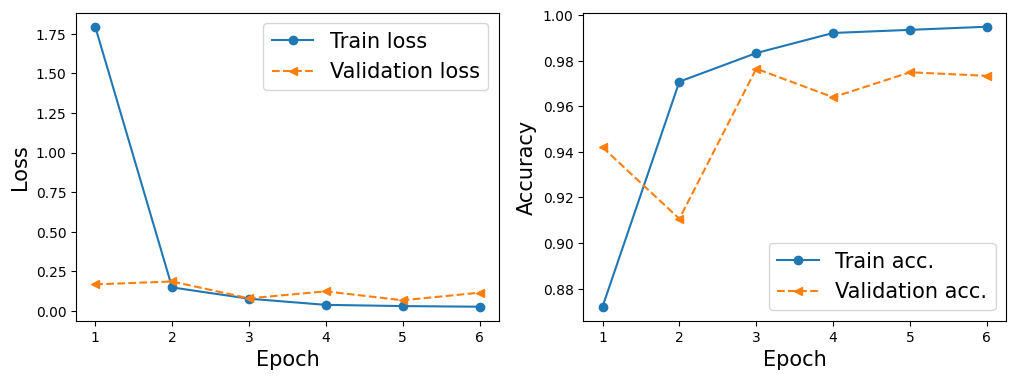 1.75
1.50
1.25
1.00
0.75
0.50
0.25
0.00
Loss
Train loss
Validation loss
1 2 3 4 5 6
Epoch
1.00
0.98
0.96
0.94
0.92
0.90
0.88
Accuracy
Train acc.
Validation acc.
1 2 3 4 5 6
Epoch